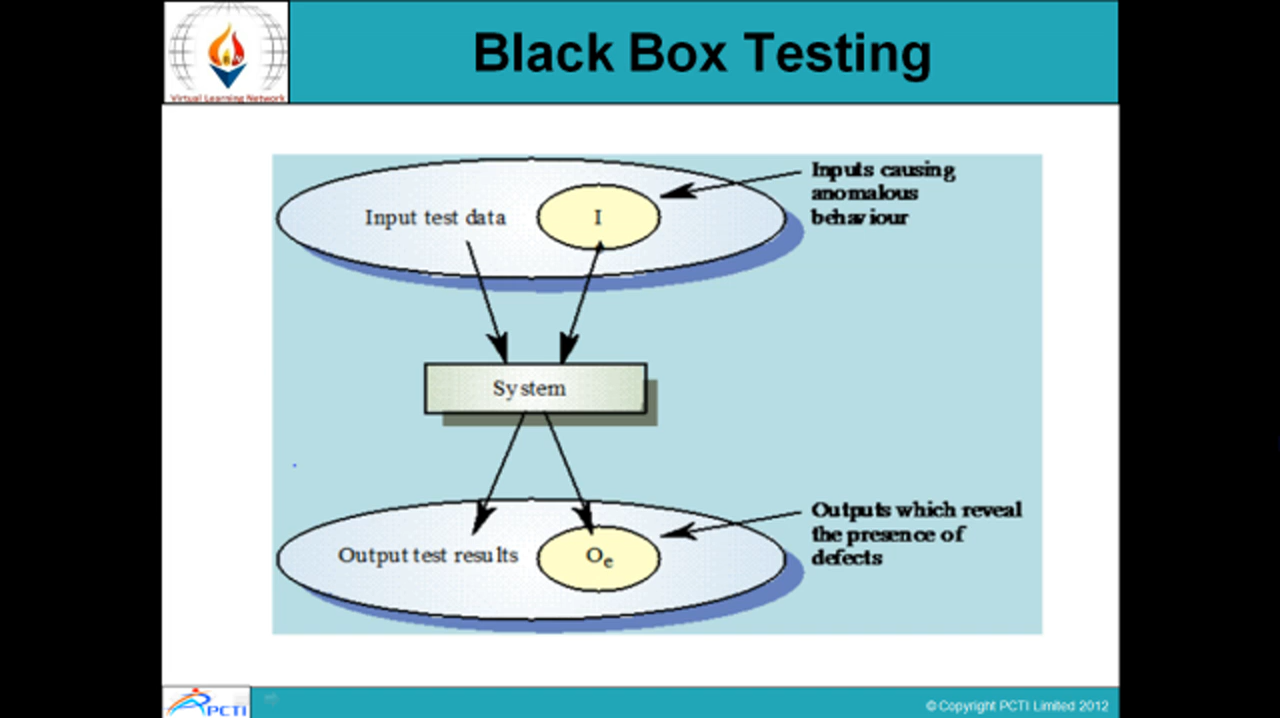 Black Box Testing
Virtual Learning Network
Inputs causing
anomalous
behaviour
Input test data
I
System
Outputs which reveal
the presence of
defects
Output test results
Oe
PCTI
© Copyright PCTI Limited 2012